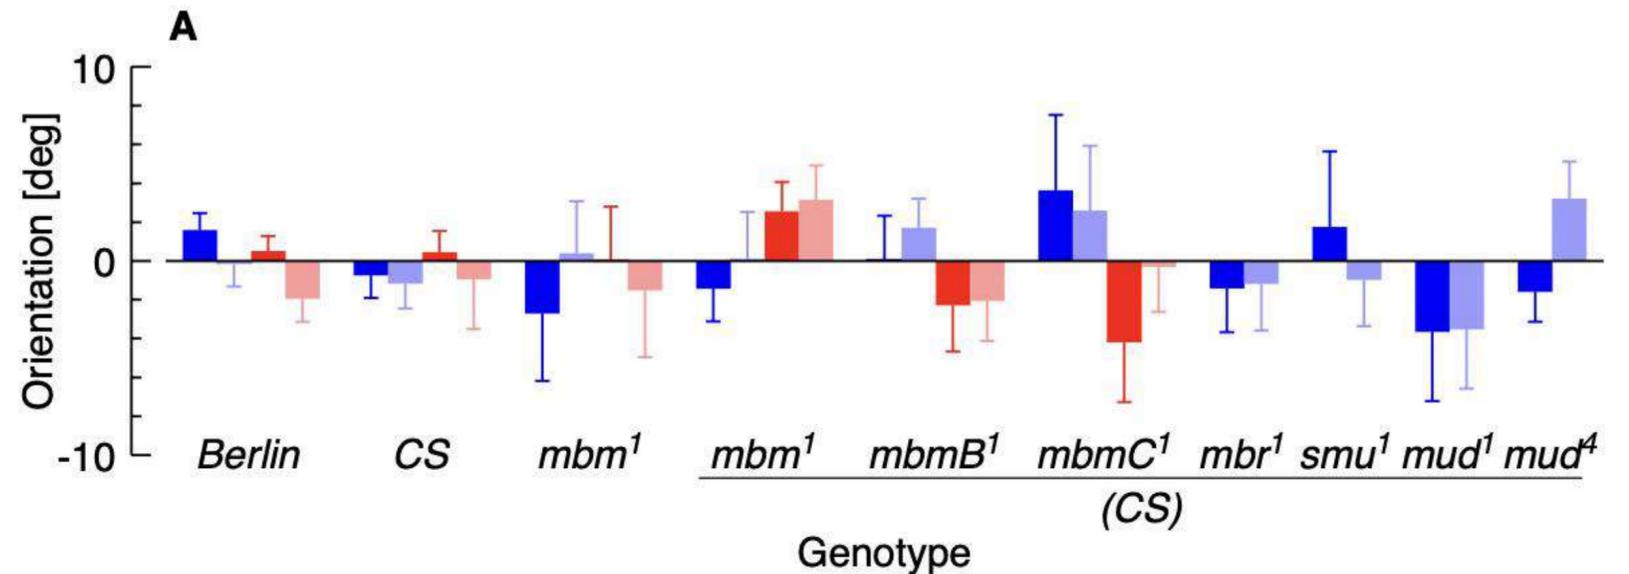 A
10
0
-10
Orientation [deg]
Berlin CS mbm¹ mbm¹ mbmB¹ mbmC¹ mbr¹ smu¹ mud¹ mud⁴
(CS)
Genotype